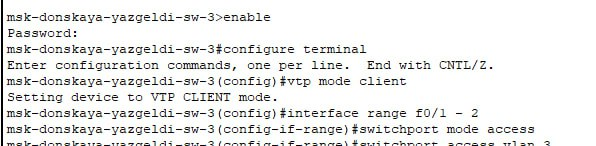 msk-donskaya-yazgeldi-sw-3>enable
Password:
msk-donskaya-yazgeldi-sw-3#configure terminal
Enter configuration commands, one per line.  End with CNTL/Z.
msk-donskaya-yazgeldi-sw-3(config)#vtp mode client
Setting device to VTP CLIENT mode.
msk-donskaya-yazgeldi-sw-3(config)#interface range f0/1 - 2
msk-donskaya-yazgeldi-sw-3(config-if-range)#switchport mode access
msk-donskaya-yazgeldi-sw-3(config-if-range)#switchport access vlan 3